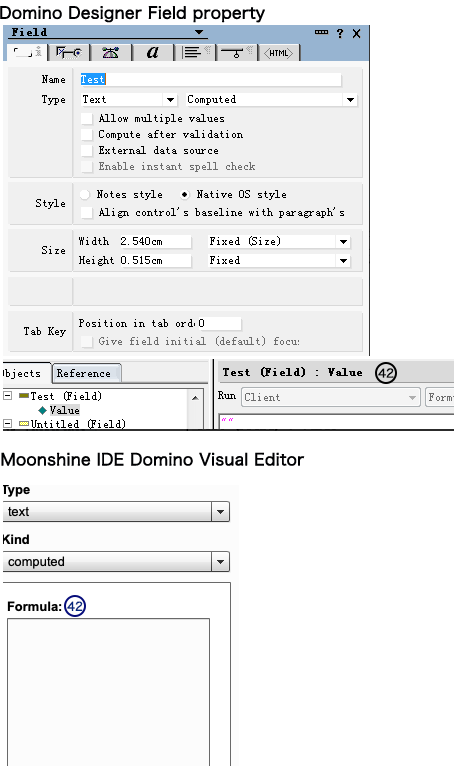 Domino Designer Field property
Field
? X
a
<HTML>
Name Test
Type Text Computed
Allow multiple values
Compute after validation
External data source
Enable instant spell check
Style Notes style Native OS style
Align control's baseline with paragraph's
Size Width 2.540cm Fixed (Size)
Height 0.515cm Fixed
Tab Key Position in tab ord 0
Give field initial (default) focus
bjects Reference
Test (Field) : Value 42
Test (Field)
Value
Untitled (Field)
Run Client Form
""
Moonshine IDE Domino Visual Editor
Type
text
Kind
computed
Formula: 42